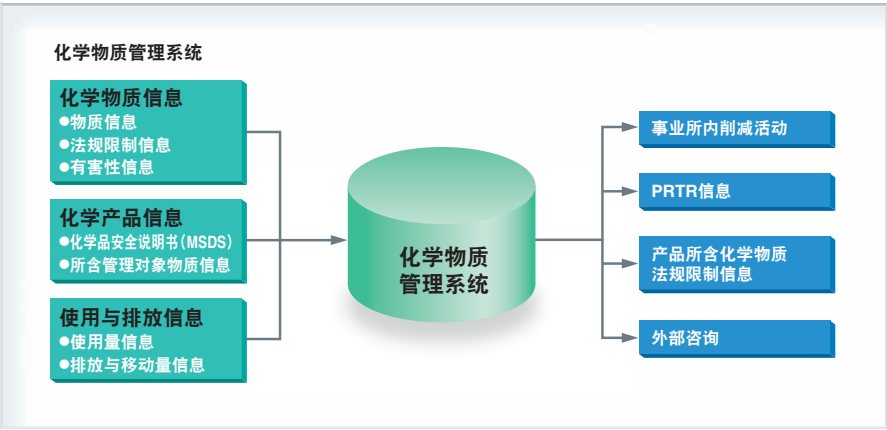 化学物质管理系统
化学物质信息
●物质信息
●法规限制信息
●有害性信息
化学产品信息
●化学品安全说明书(MSDS)
●所含管理对象物质信息
使用与排放信息
●使用量信息
●排放与移动量信息
化学物质
管理系统
事业所内削减活动
PRTR信息
产品所含化学物质
法规限制信息
外部咨询